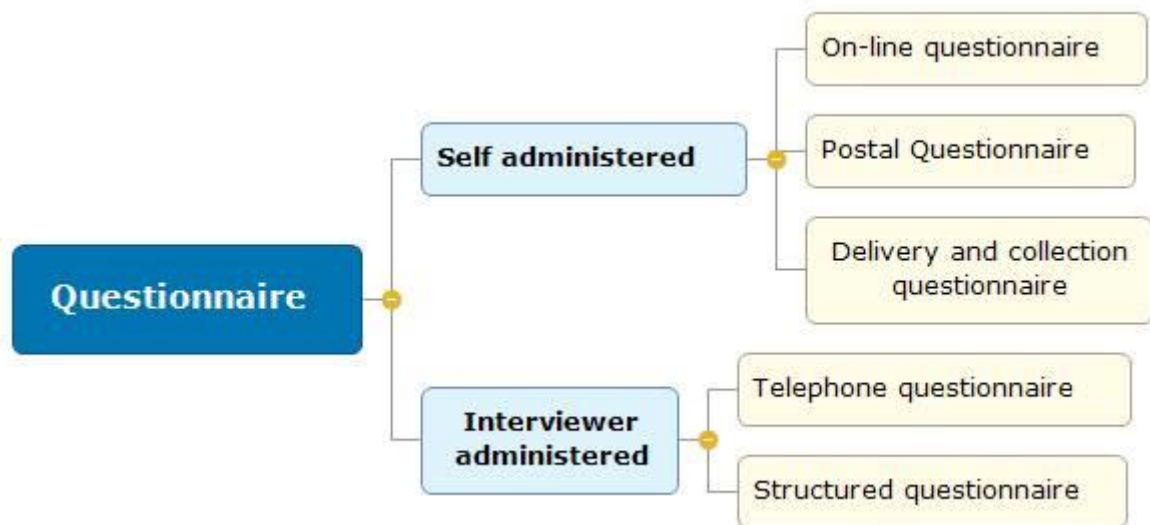 On-line questionnaire
Self administered
Postal Questionnaire
Delivery and collection
questionnaire
Questionnaire
Telephone questionnaire
Interviewer
administered
Structured questionnaire